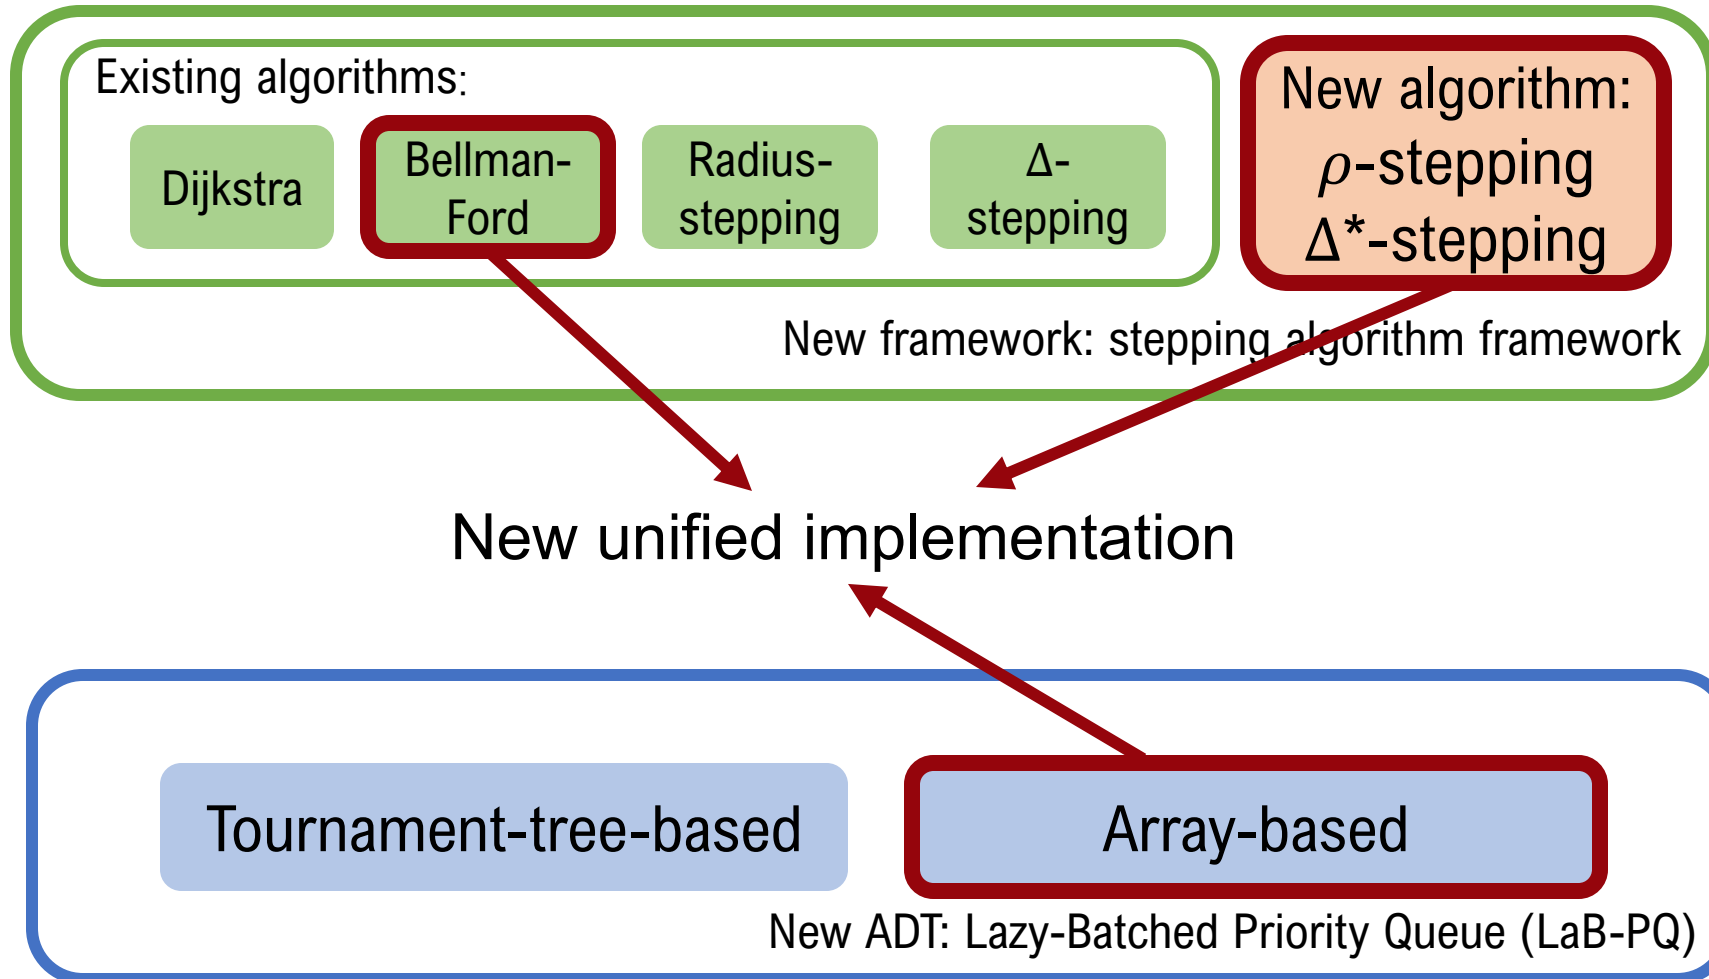 Existing algorithms:
Dijkstra
Bellman-
Ford
Radius-
stepping
Δ-
stepping
New algorithm:
ρ-stepping
Δ*-stepping
New framework: stepping algorithm framework
New unified implementation
Tournament-tree-based
Array-based
New ADT: Lazy-Batched Priority Queue (LaB-PQ)